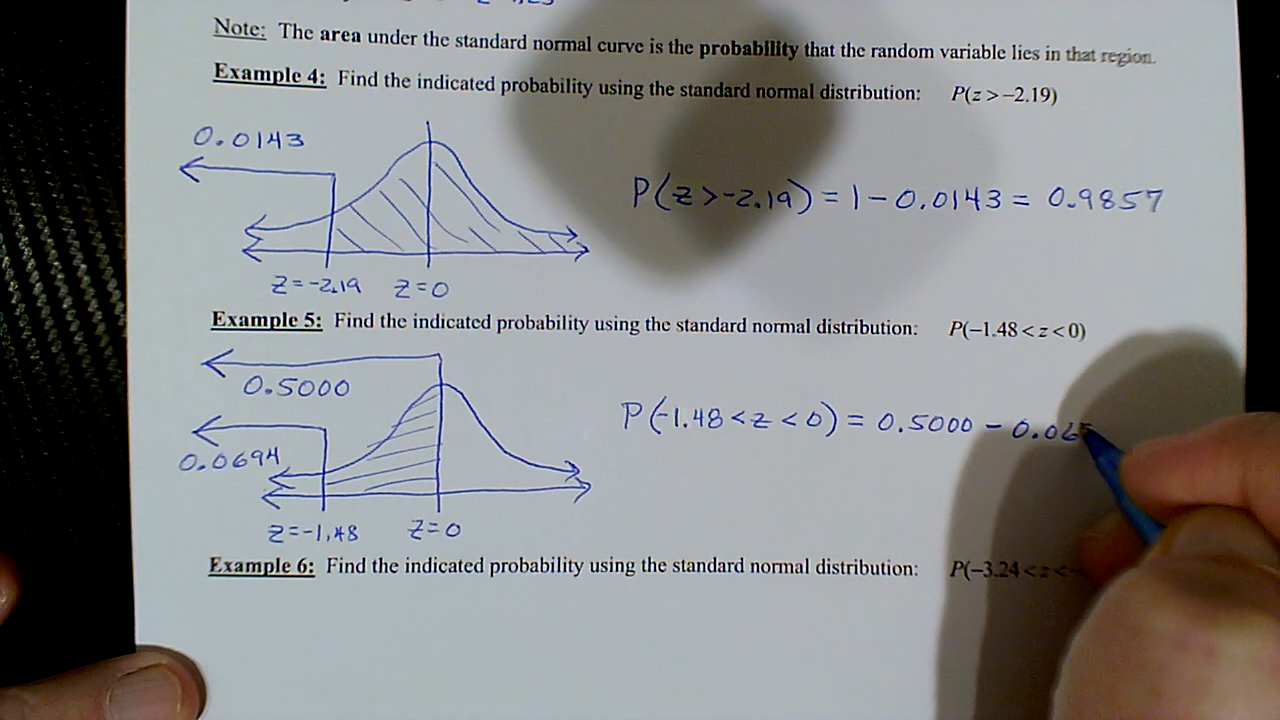 Note: The area under the standard normal curve is the probability that the random variable lies in that region.
Example 4: Find the indicated probability using the standard normal distribution: P(z > −2.19)
0.0143
P(z > -2.19) = 1 - 0.0143 = 0.9857
z = -2.19 z = 0
Example 5: Find the indicated probability using the standard normal distribution: P(−1.48 < z < 0)
0.5000
P(-1.48 < z < 0) = 0.5000 - 0.06
0.0694
z = -1.48 z = 0
Example 6: Find the indicated probability using the standard normal distribution: P(−3.24 < z <